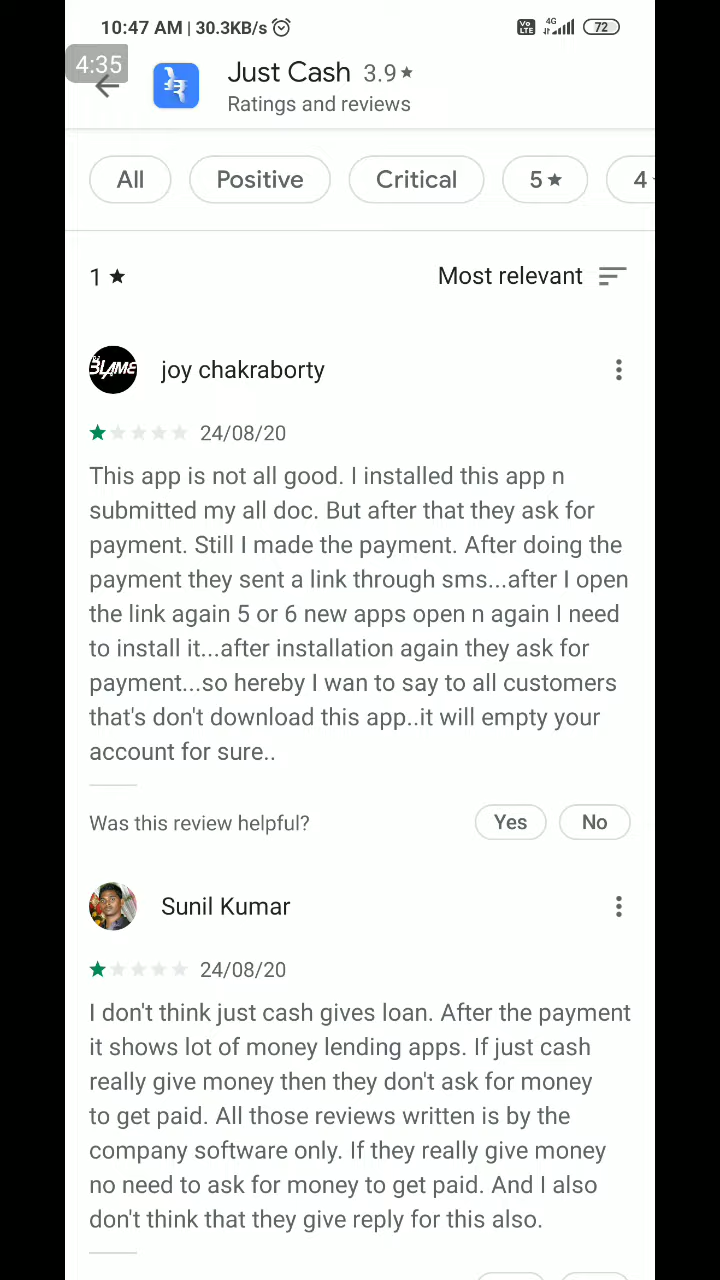 10:47 AM | 30.3KB/s
Vo LTE 4G 72
4:35
Just Cash 3.9★
Ratings and reviews
All Positive Critical 5★ 4
1 ★ Most relevant
BLAME
joy chakraborty
24/08/20
This app is not all good. I installed this app n
submitted my all doc. But after that they ask for
payment. Still I made the payment. After doing the
payment they sent a link through sms...after I open
the link again 5 or 6 new apps open n again I need
to install it...after installation again they ask for
payment...so hereby I wan to say to all customers
that's don't download this app..it will empty your
account for sure..
Was this review helpful? Yes No
Sunil Kumar
24/08/20
I don't think just cash gives loan. After the payment
it shows lot of money lending apps. If just cash
really give money then they don't ask for money
to get paid. All those reviews written is by the
company software only. If they really give money
no need to ask for money to get paid. And I also
don't think that they give reply for this also.